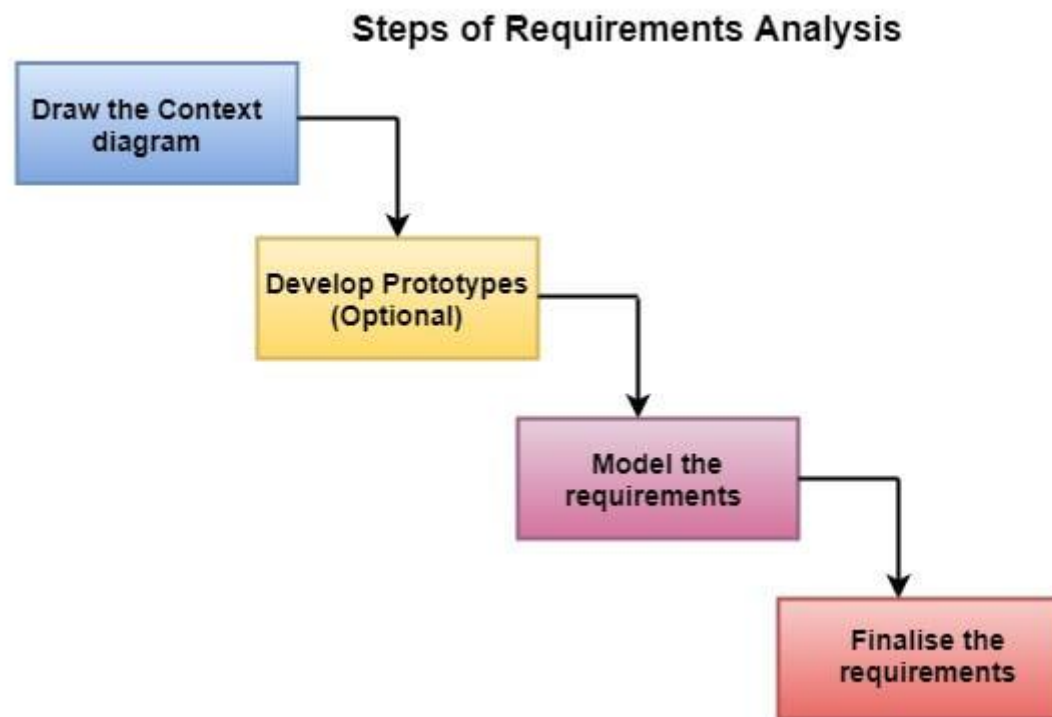 Steps of Requirements Analysis
Draw the Context
diagram
Develop Prototypes
(Optional)
Model the
requirements
Finalise the
requirements